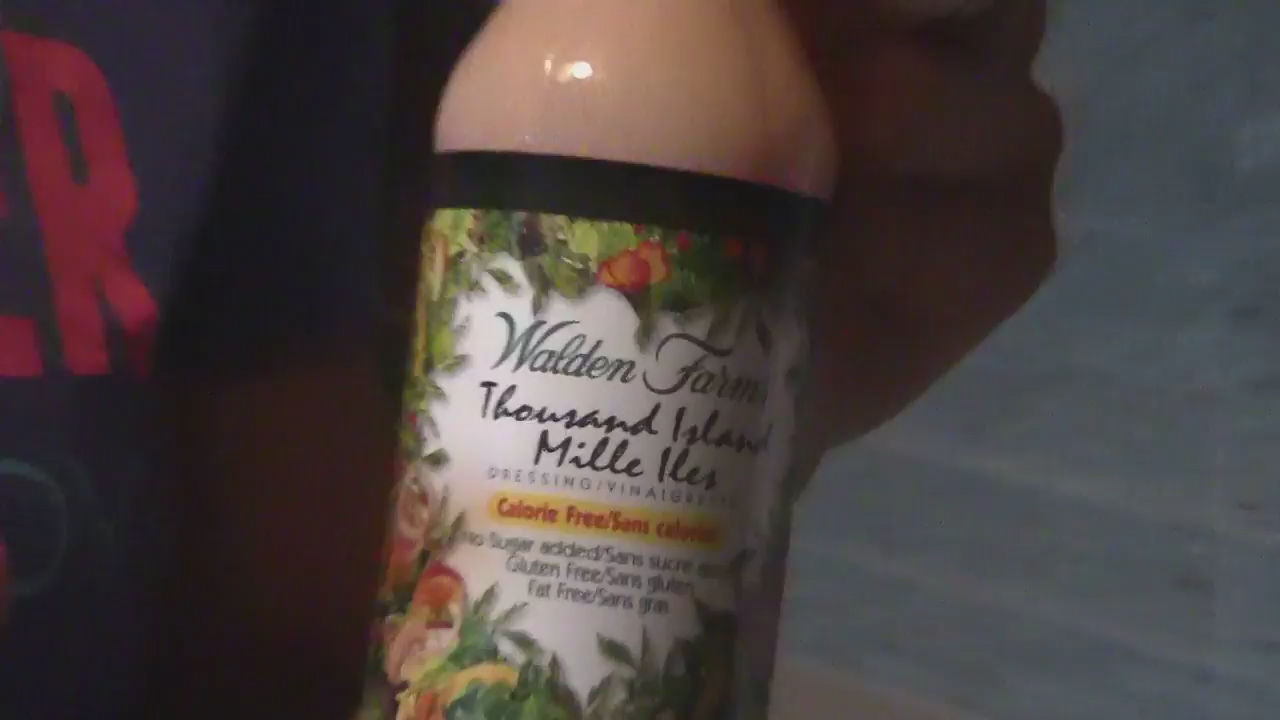 ER
Walden Farms
Thousand Island
Mille Iles
DRESSING/VINAIGRETTE
Calorie Free/Sans calories
No Sugar added/Sans sucre
Gluten Free/Sans gluten
Fat Free/Sans gras